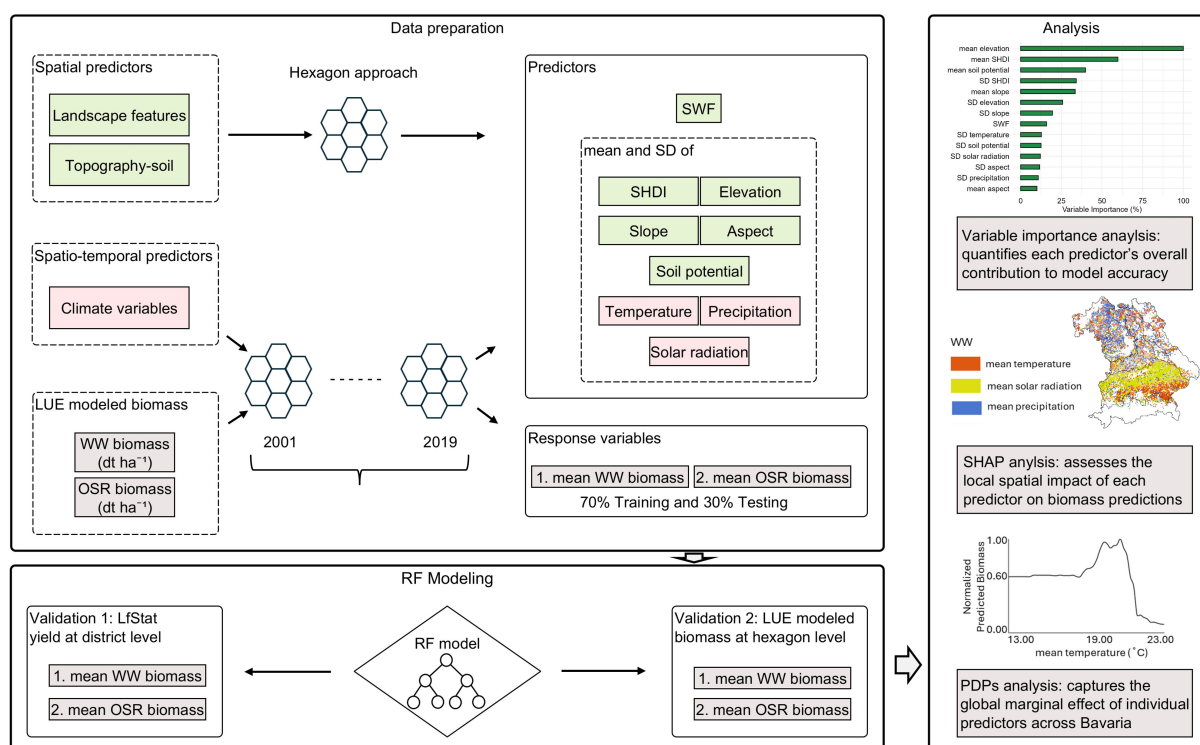 Data preparation
Spatial predictors
Landscape features
Topography-soil
Hexagon approach
Spatio-temporal predictors
Climate variables
LUE modeled biomass
WW biomass
(dt ha⁻¹)
OSR biomass
(dt ha⁻¹)
2001
2019
Predictors
SWF
mean and SD of
SHDI
Elevation
Slope
Aspect
Soil potential
Temperature
Precipitation
Solar radiation
Response variables
1. mean WW biomass
2. mean OSR biomass
70% Training and 30% Testing
RF Modeling
Validation 1: LfStat
yield at district level
1. mean WW biomass
2. mean OSR biomass
RF model
Validation 2: LUE modeled
biomass at hexagon level
1. mean WW biomass
2. mean OSR biomass
Analysis
mean elevation
mean SHDI
mean soil potential
SD SHDI
mean slope
SD elevation
SD slope
SWF
SD temperature
SD soil potential
SD solar radiation
SD aspect
SD precipitation
mean aspect
0 25 50 75 100
Variable Importance (%)
Variable importance anaylsis:
quantifies each predictor's overall
contribution to model accuracy
WW
mean temperature
mean solar radiation
mean precipitation
SHAP anylsis: assesses the
local spatial impact of each
predictor on biomass predictions
Normalized
Predicted Biomass
1.00
0.60
0.00
13.00 19.00 23.00
mean temperature (˚C)
PDPs analysis: captures the
global marginal effect of individual
predictors across Bavaria